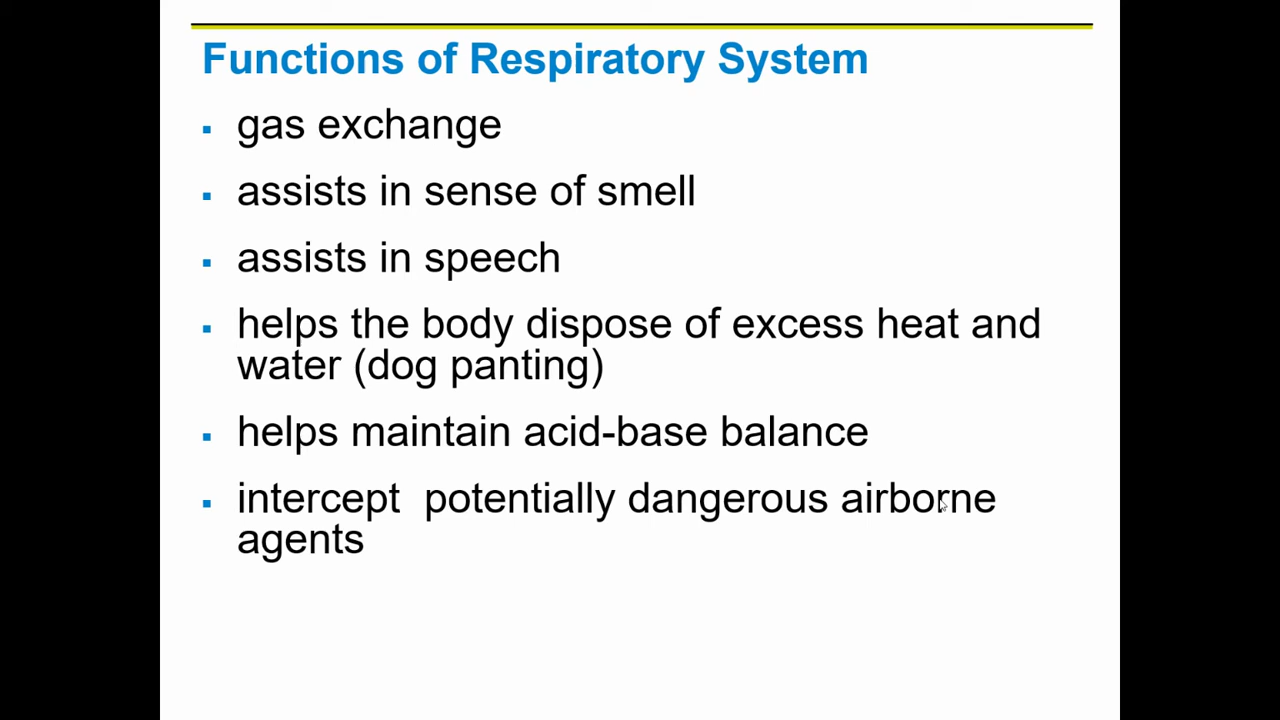 Functions of Respiratory System
▪ gas exchange
▪ assists in sense of smell
▪ assists in speech
▪ helps the body dispose of excess heat and
water (dog panting)
▪ helps maintain acid-base balance
▪ intercept  potentially dangerous airborne
agents